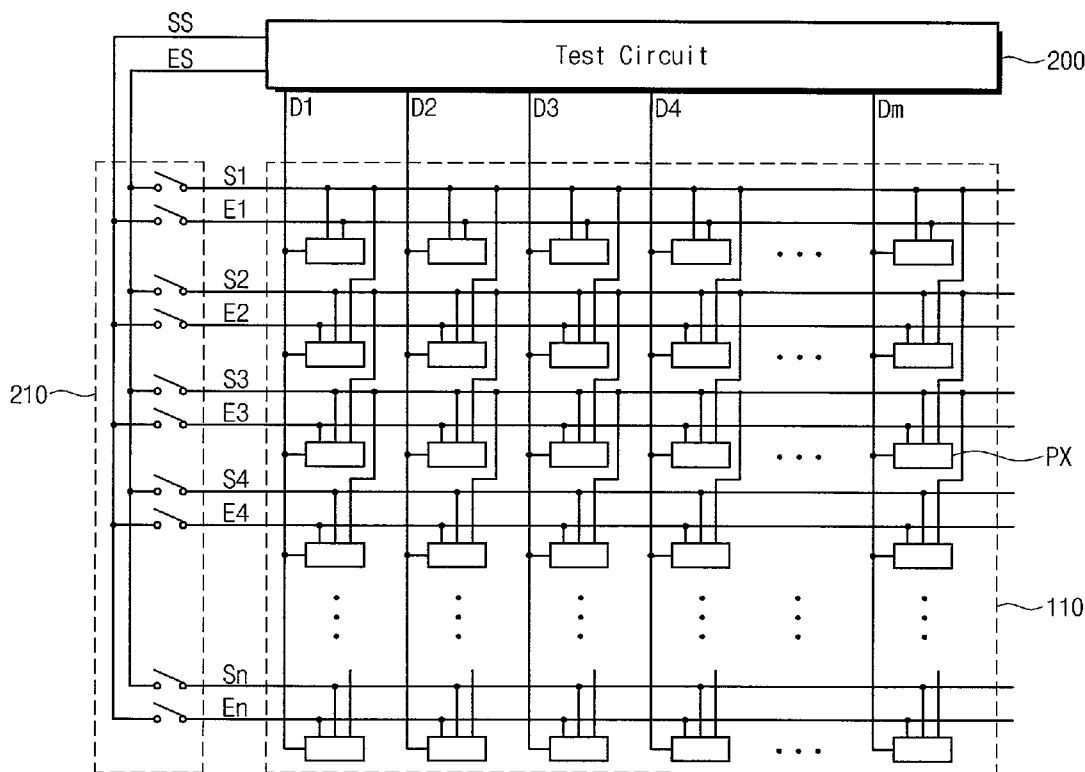 SS
Test Circuit
200
ES
D1 D2 D3 D4 Dm
S1
E1
S2
E2
210
S3
E3
PX
S4
E4
110
Sn
En